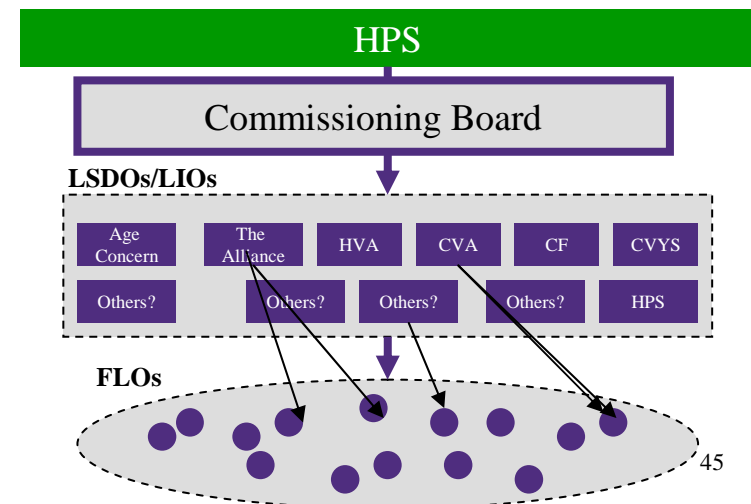 HPS
Commissioning Board
LSDOs/LIOs
Age
Concern
The
Alliance
HVA
CVA
CF
CVYS
Others?
Others?
Others?
Others?
HPS
FLOs
45